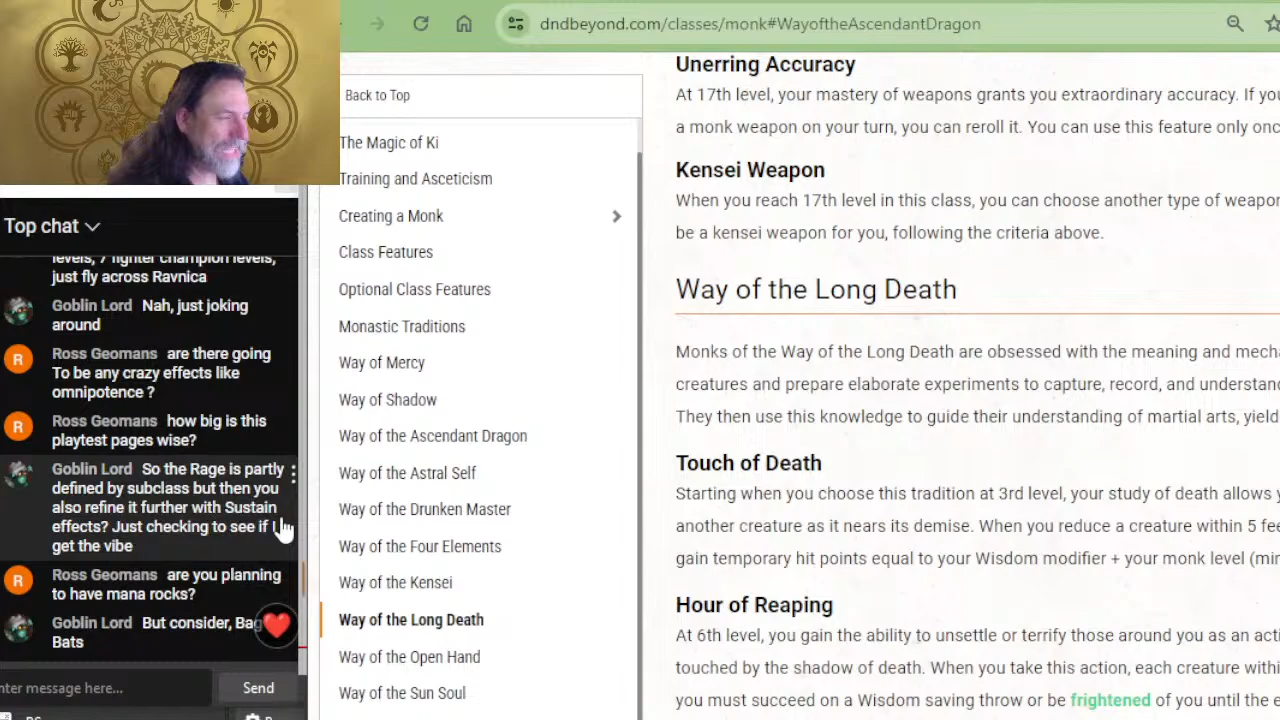 dndbeyond.com/classes/monk#WayoftheAscendantDragon
Top chat
levels, 7 fighter champion levels,
just fly across Ravnica
Goblin Lord Nah, just joking
around
R Ross Geomans are there going
To be any crazy effects like
omnipotence ?
R Ross Geomans how big is this
playtest pages wise?
Goblin Lord So the Rage is partly
defined by subclass but then you
also refine it further with Sustain
effects? Just checking to see if I
get the vibe
R Ross Geomans are you planning
to have mana rocks?
Goblin Lord But consider,
Bats
message here...
Send
Back to Top
The Magic of Ki
Training and Asceticism
Creating a Monk
Class Features
Optional Class Features
Monastic Traditions
Way of Mercy
Way of Shadow
Way of the Ascendant Dragon
Way of the Astral Self
Way of the Drunken Master
Way of the Four Elements
Way of the Kensei
Way of the Long Death
Way of the Open Hand
Way of the Sun Soul
Unerring Accuracy
At 17th level, your mastery of weapons grants you extraordinary accuracy. If you
a monk weapon on your turn, you can reroll it. You can use this feature only
Kensei Weapon
When you reach 17th level in this class, you can choose another type of weapon
be a kensei weapon for you, following the criteria above.
Way of the Long Death
Monks of the Way of the Long Death are obsessed with the meaning and
creatures and prepare elaborate experiments to capture, record, and understand
They then use this knowledge to guide their understanding of martial arts,
Touch of Death
Starting when you choose this tradition at 3rd level, your study of death allows
another creature as it nears its demise. When you reduce a creature within 5
gain temporary hit points equal to your Wisdom modifier + your monk level
Hour of Reaping
At 6th level, you gain the ability to unsettle or terrify those around you as an
touched by the shadow of death. When you take this action, each creature
you must succeed on a Wisdom saving throw or be frightened of you until the